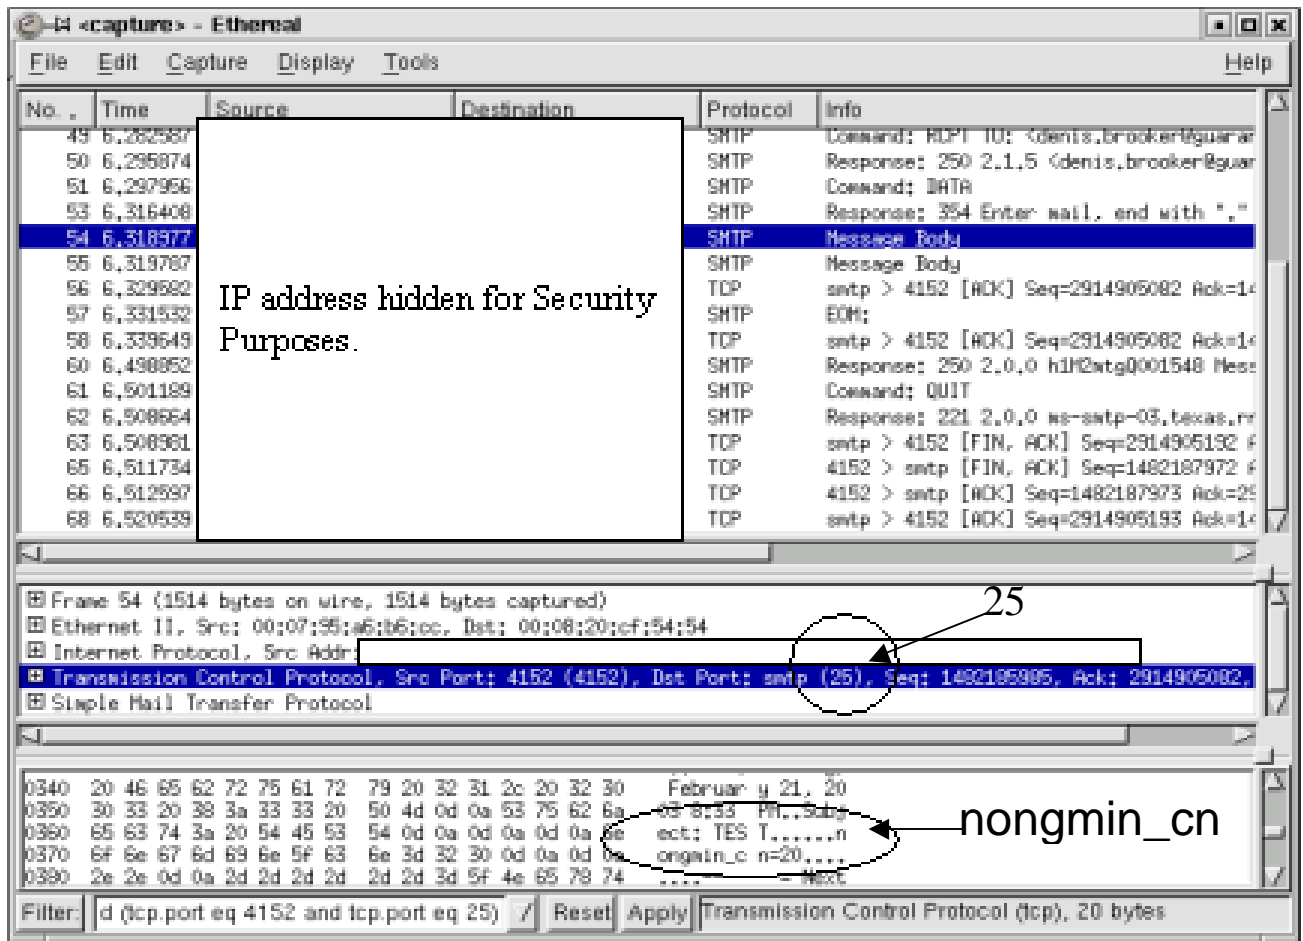 <capture> - Ethereal
File Edit Capture Display Tools Help
No. . Time Source Destination Protocol Info
49 6.282587 SMTP Command: RCPT TO: <denis.brooker@guarar
50 6.295874 SMTP Response: 250 2.1.5 <denis.brooker@guar
51 6.297956 SMTP Command: DATA
53 6.316408 SMTP Response: 354 Enter mail, end with "."
54 6.318977 SMTP Message Body
55 6.319787 SMTP Message Body
56 6.329582 TCP smtp > 4152 [ACK] Seq=2914905082 Ack=14
57 6.331532 SMTP EOM:
58 6.339649 TCP smtp > 4152 [ACK] Seq=2914905082 Ack=14
60 6.498852 SMTP Response: 250 2.0.0 h1M2mtgQ001548 Mess
61 6.501189 SMTP Command: QUIT
62 6.508664 SMTP Response: 221 2.0.0 ms-smtp-03.texas.rr
63 6.508981 TCP smtp > 4152 [FIN, ACK] Seq=2914905192 A
65 6.511734 TCP 4152 > smtp [FIN, ACK] Seq=1482187972 A
66 6.512597 TCP 4152 > smtp [ACK] Seq=1482187973 Ack=29
68 6.520539 TCP smtp > 4152 [ACK] Seq=2914905193 Ack=14
IP address hidden for Security
Purposes.
25
Frame 54 (1514 bytes on wire, 1514 bytes captured)
Ethernet II, Src: 00:07:95:a6:b6:cc, Dst: 00:08:20:cf:54:54
Internet Protocol, Src Addr:
Transmission Control Protocol, Src Port: 4152 (4152), Dst Port: smtp (25), Seq: 1482185985, Ack: 2914905082,
Simple Mail Transfer Protocol
0340 20 46 65 62 72 75 61 72 79 20 32 31 2c 20 32 30 Februar y 21, 20
0350 30 33 20 38 3a 33 33 20 50 4d 0d 0a 53 75 62 6a 03 8:33 PM..Subj
0360 65 63 74 3a 20 54 45 53 54 0d 0a 0d 0a 0d 0a 6e ect: TES T......n
0370 6f 6e 67 6d 69 6e 5f 63 6e 3d 32 30 0d 0a 0d 0a ongmin_c n=20....
0380 2e 2e 0d 0a 2d 2d 2d 2d 2d 2d 3d 5f 4e 65 78 74 Next
nongmin_cn
Filter: d (tcp.port eq 4152 and tcp.port eq 25) Reset Apply Transmission Control Protocol (tcp), 20 bytes